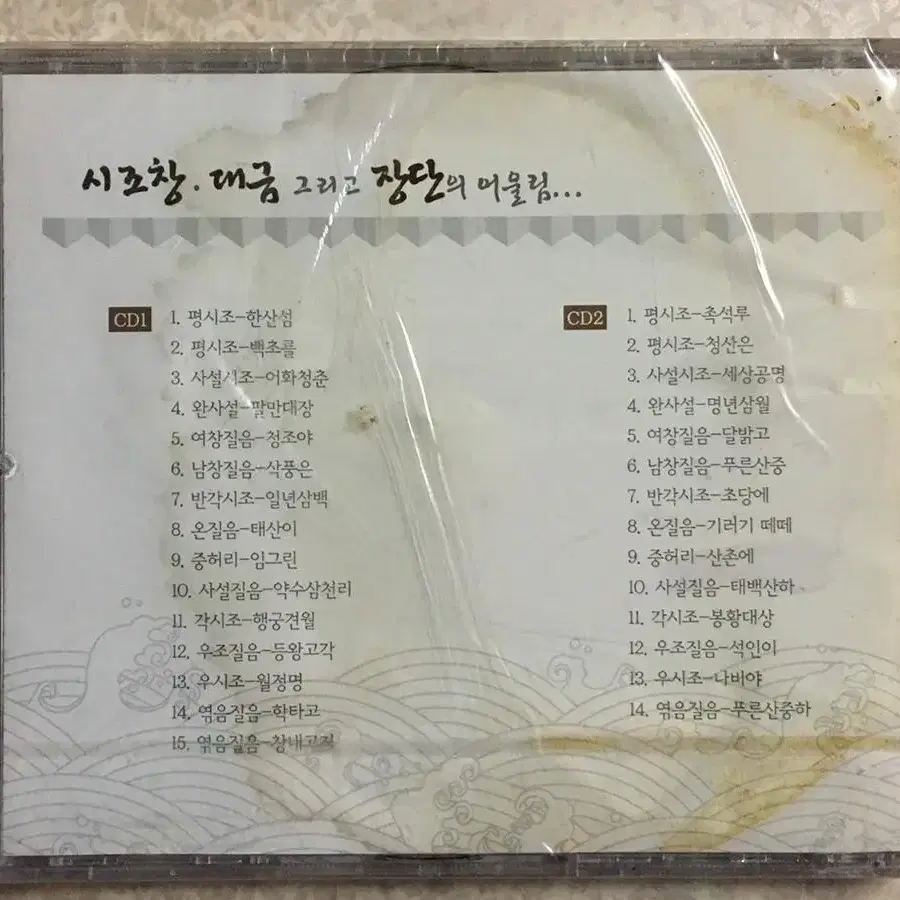 시조창. 대금 그리고 장단의 어울림...
CD1
1. 평시조-한산섬
2. 평시조-백초를
3. 사설시조-어화청춘
4. 완사설-팔만대장
5. 여창질음-청조야
6. 남창질음-삭풍은
7. 반각시조-일년삼백
8. 온질음-태산이
9. 중허리-임그린
10. 사설질음-약수삼천리
11. 각시조-행궁견월
12. 우조질음-등왕고각
13. 우시조-월정명
14. 엮음질음-학타고
15. 엮음질음-창내고저
CD2
1. 평시조-촉석루
2. 평시조-청산은
3. 사설시조-세상공명
4. 완사설-명년삼월
5. 여창질음-달밝고
6. 남창질음-푸른산중
7. 반각시조-초당에
8. 온질음-기러기 떼떼
9. 중허리-산촌에
10. 사설질음-태백산하
11. 각시조-봉황대상
12. 우조질음-석인이
13. 우시조-나비야
14. 엮음질음-푸른산중하